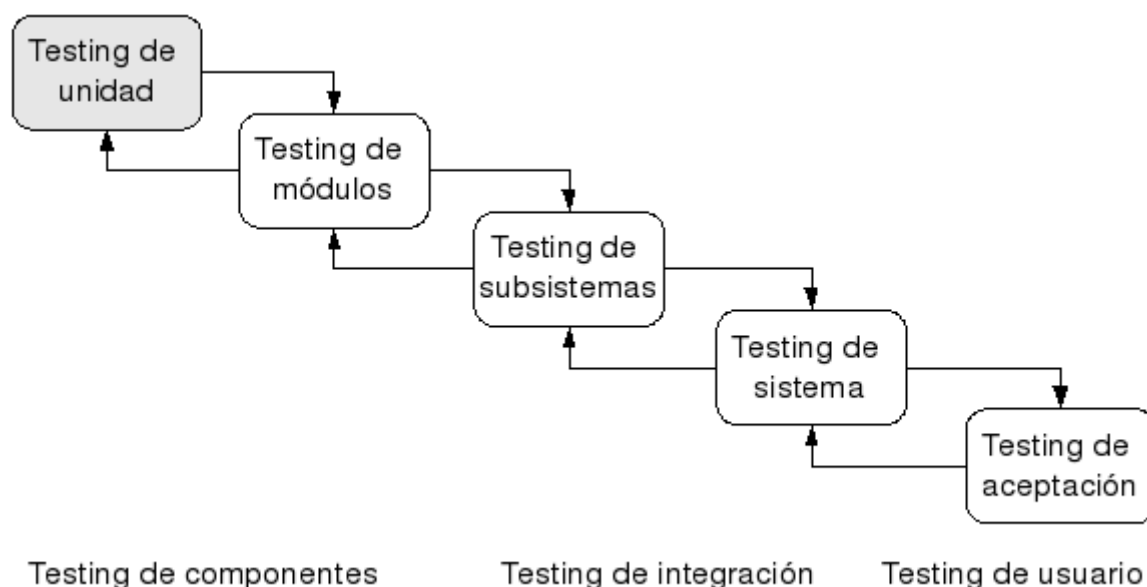 Testing de
unidad
Testing de
módulos
Testing de
subsistemas
Testing de
sistema
Testing de
aceptación
Testing de componentes
Testing de integración
Testing de usuario